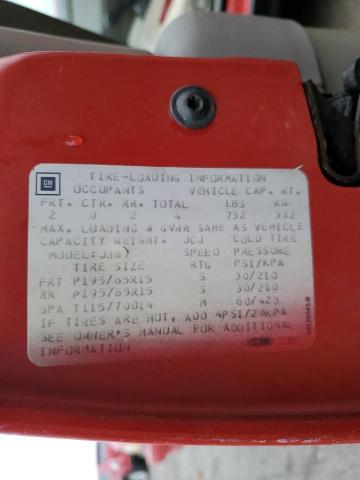 GM TIRE-LOADING INFORMATION
OCCUPANTS VEHICLE CAP. WT.
FRT. CTR. RR. TOTAL LBS KG
2 0 2 4 732 332
MAX. LOADING @ GVWR SAME AS VEHICLE
CAPACITY WEIGHT. JCJ COLD TIRE
MODEL: JB67 SPEED PRESSURE
TIRE SIZE RTG PSI/KPA
FRT P195/65R15 S 30/210
RR P195/65R15 S 30/210
SPA T115/70D14 M 60/420
IF TIRES ARE HOT, ADD 4PSI/28KPA
SEE OWNER'S MANUAL FOR ADDITIONAL
INFORMATION